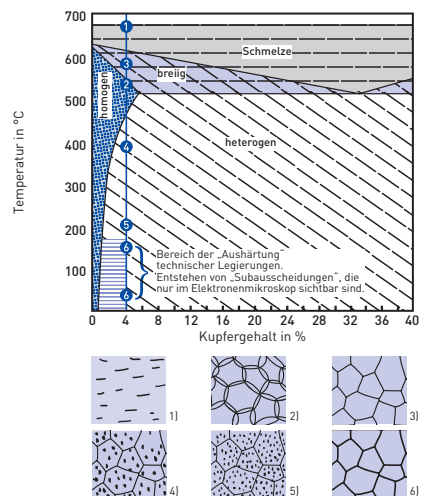 700
600
500
400
300
200
100
Temperatur in °C
1
Schmelze
3
breiig
2
homogen
heterogen
4
5
6
6
Bereich der „Aushärtung“
technischer Legierungen.
Entstehen von „Subausscheidungen“, die
nur im Elektronenmikroskop sichtbar sind.
0 4 8 12 16 20 24 28 32 36 40
Kupfergehalt in %
1) 2) 3)
4) 5) 6)